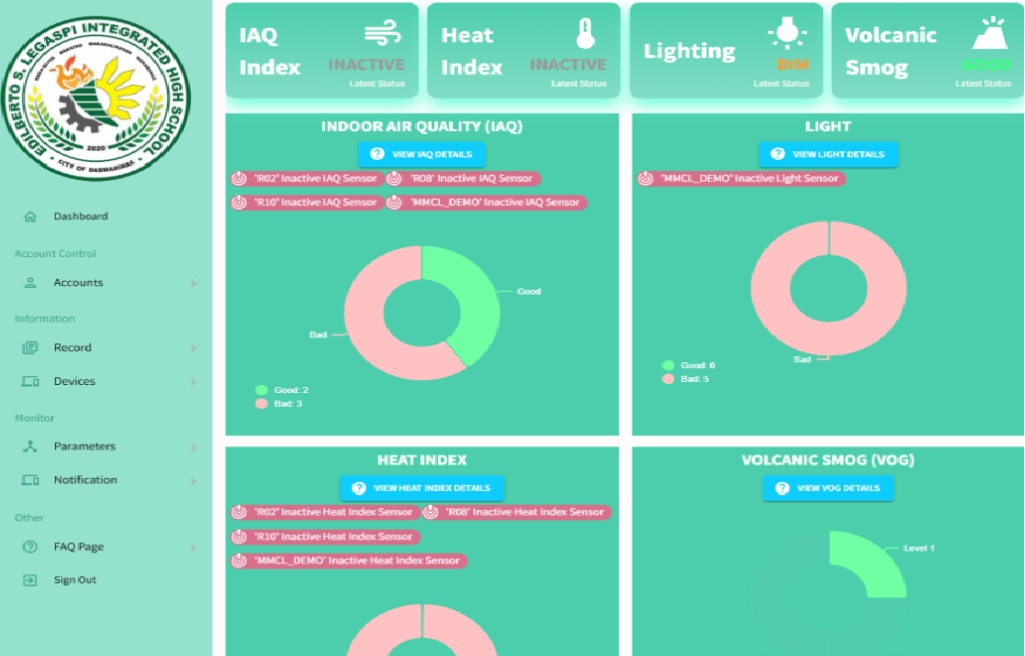 EDILBERTO S. LEGASPI INTEGRATED HIGH SCHOOL
2020
CITY OF DASMARIÑAS
Dashboard
Account Control
Accounts
Information
Record
Devices
Monitor
Parameters
Notification
Other
FAQ Page
Sign Out
IAQ
Index
INACTIVE
Latest Status
Heat
Index
INACTIVE
Latest Status
Lighting
DIM
Latest Status
Volcanic
Smog
GOOD
Latest Status
INDOOR AIR QUALITY (IAQ)
VIEW IAQ DETAILS
'R02' Inactive IAQ Sensor
'R08' Inactive IAQ Sensor
'R10' Inactive IAQ Sensor
'MMCL_DEMO' Inactive IAQ Sensor
Good
Bad
Good: 2
Bad: 3
LIGHT
VIEW LIGHT DETAILS
'MMCL_DEMO' Inactive Light Sensor
Bad
Good: 0
Bad: 5
HEAT INDEX
VIEW HEAT INDEX DETAILS
'R02' Inactive Heat Index Sensor
'R08' Inactive Heat Index Sensor
'R10' Inactive Heat Index Sensor
'MMCL_DEMO' Inactive Heat Index Sensor
VOLCANIC SMOG (VOG)
VIEW VOG DETAILS
Level 1